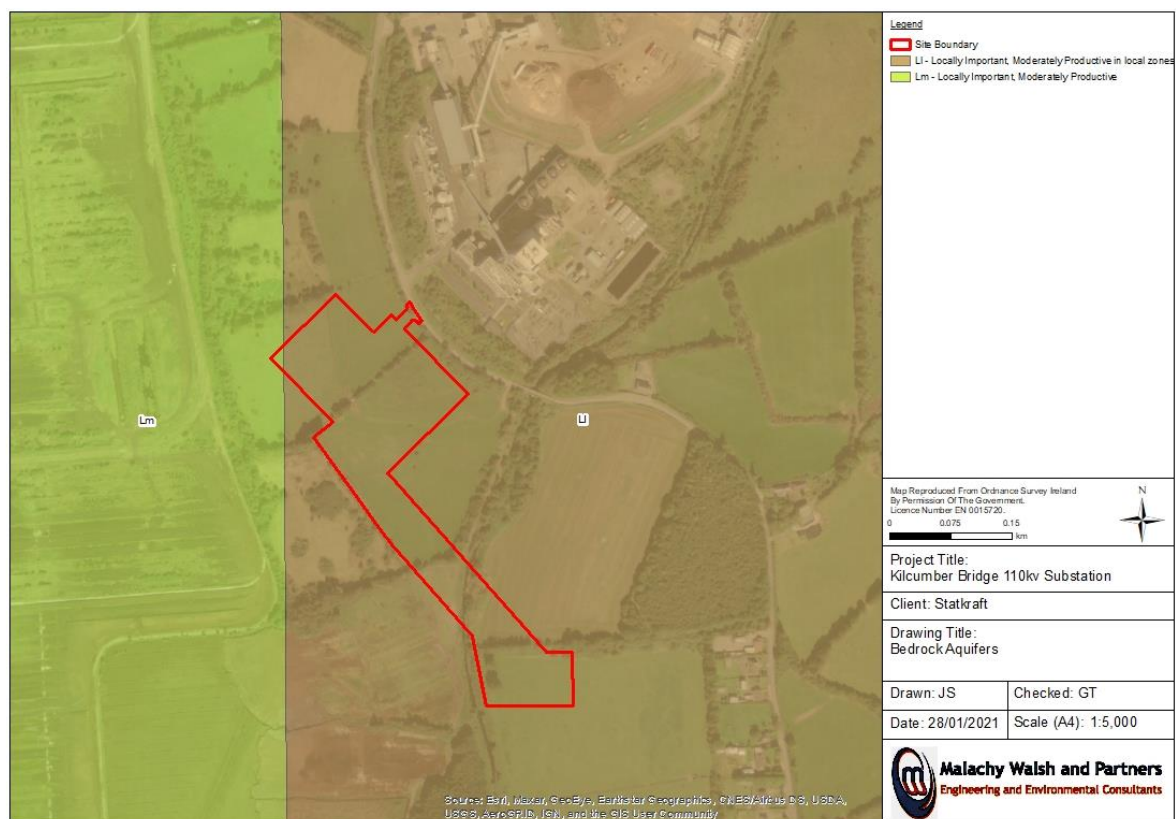 Legend
Site Boundary
Ll - Locally Important, Moderately Productive in local zones
Lm - Locally Important, Moderately Productive
Lm
Ll
Map Reproduced From Ordnance Survey Ireland
By Permission Of The Government.
Licence Number EN 0015720.
N
0 0.075 0.15
km
Project Title:
Kilcumber Bridge 110kv Substation
Client: Statkraft
Drawing Title:
Bedrock Aquifers
Drawn: JS
Checked: GT
Date: 28/01/2021
Scale (A4): 1:5,000
Malachy Walsh and Partners
Engineering and Environmental Consultants
Source: Esri, Maxar, GeoEye, Earthstar Geographics, CNES/Airbus DS, USDA,
USGS, AeroGRID, IGN, and the GIS User Community